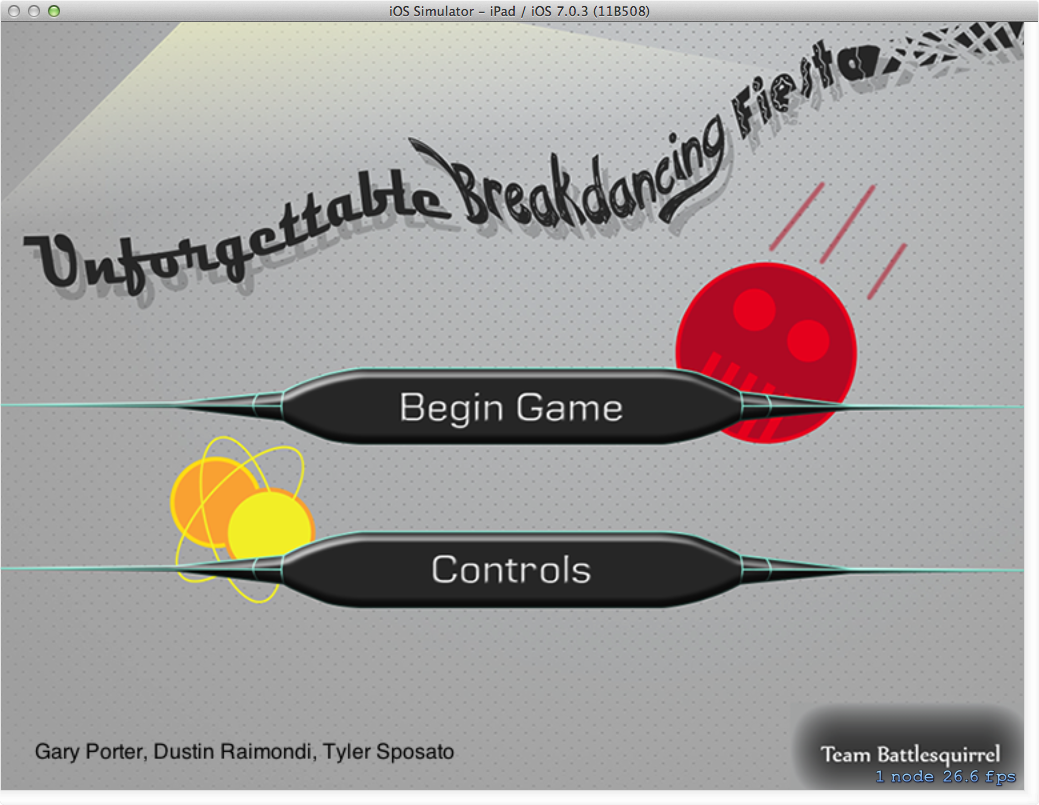 iOS Simulator – iPad / iOS 7.0.3 (11B508)
Unforgettable Breakdancing Fiesta
Begin Game
Controls
Gary Porter, Dustin Raimondi, Tyler Sposato
Team Battlesquirrel
1 node 26.6 fps